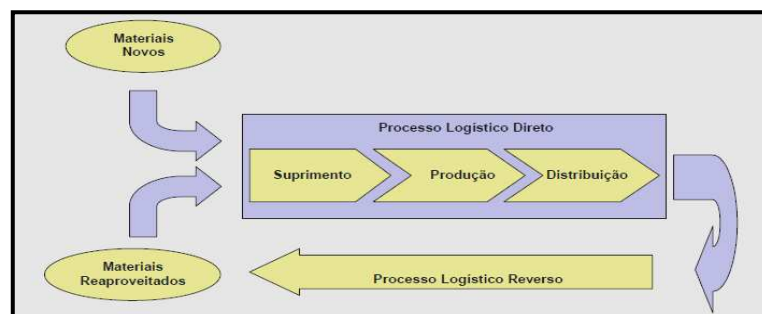 Materiais
Novos
Processo Logístico Direto
Suprimento
Produção
Distribuição
Materiais
Reaproveitados
Processo Logístico Reverso